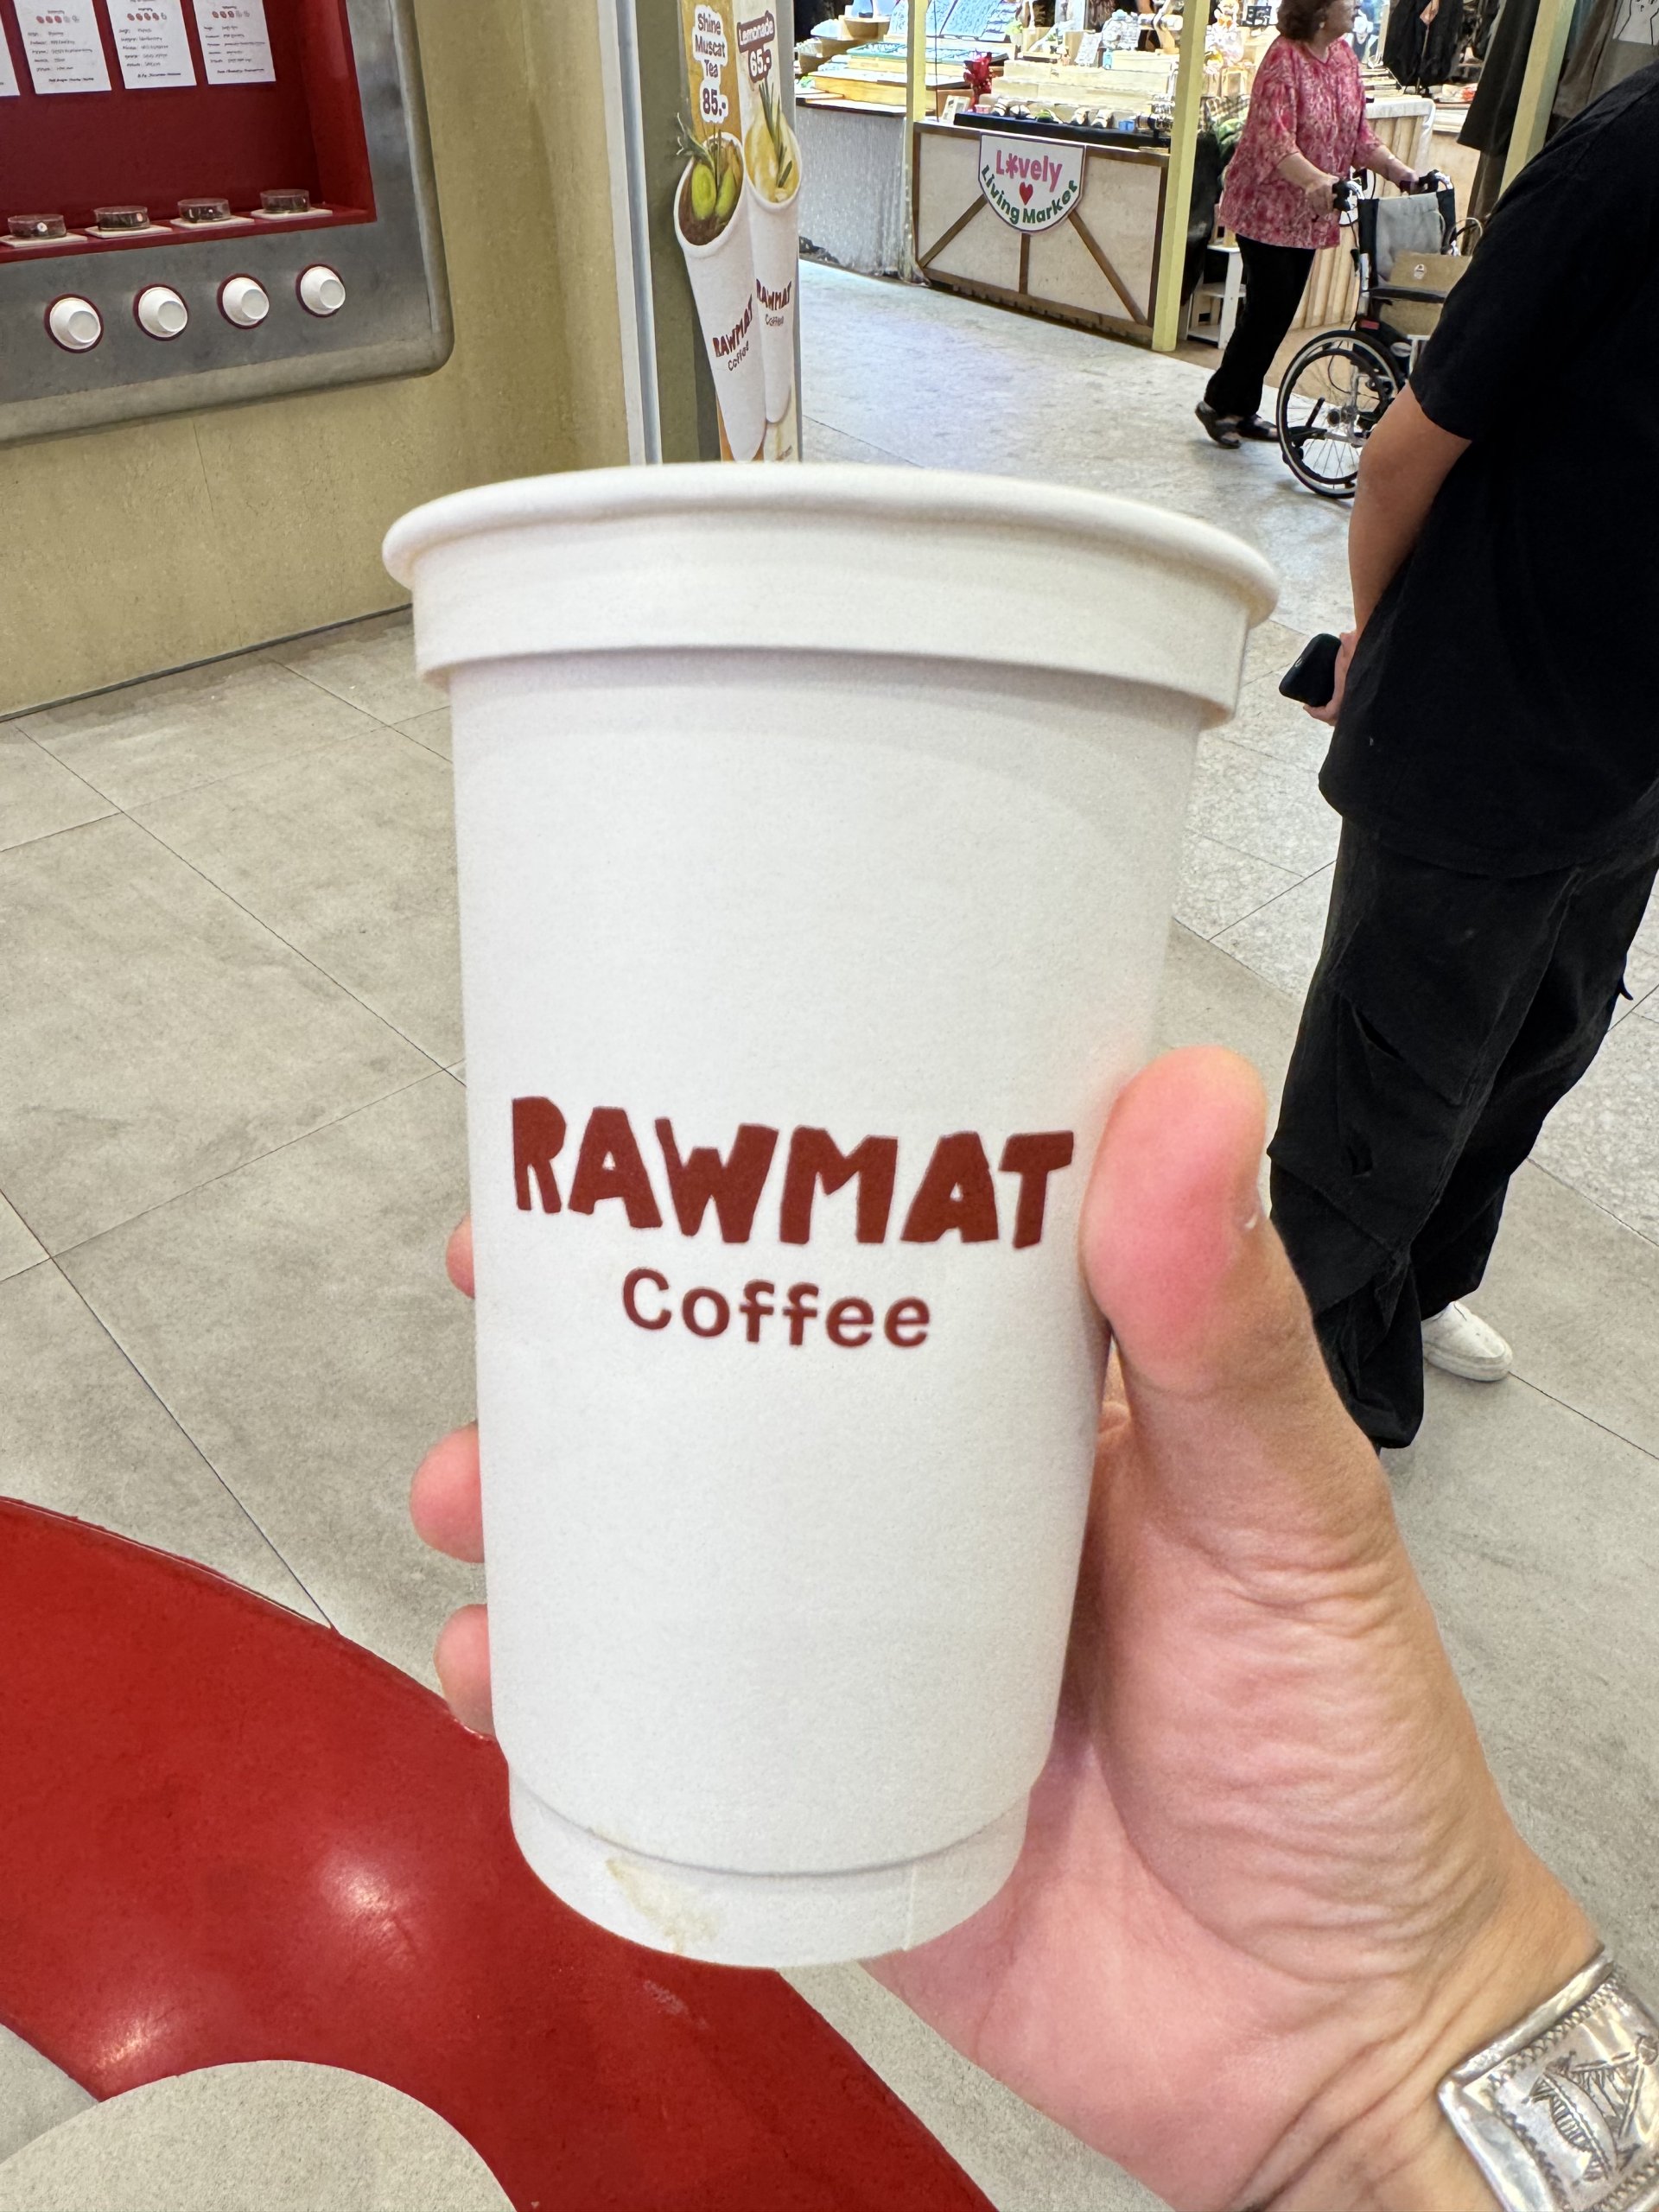 Shine
Muscat
Tea
85.-
Lemonade
65.-
RAWMAT
Coffee
RAWMAT
Coffee
Lovely
Living Market
RAWMAT
Coffee